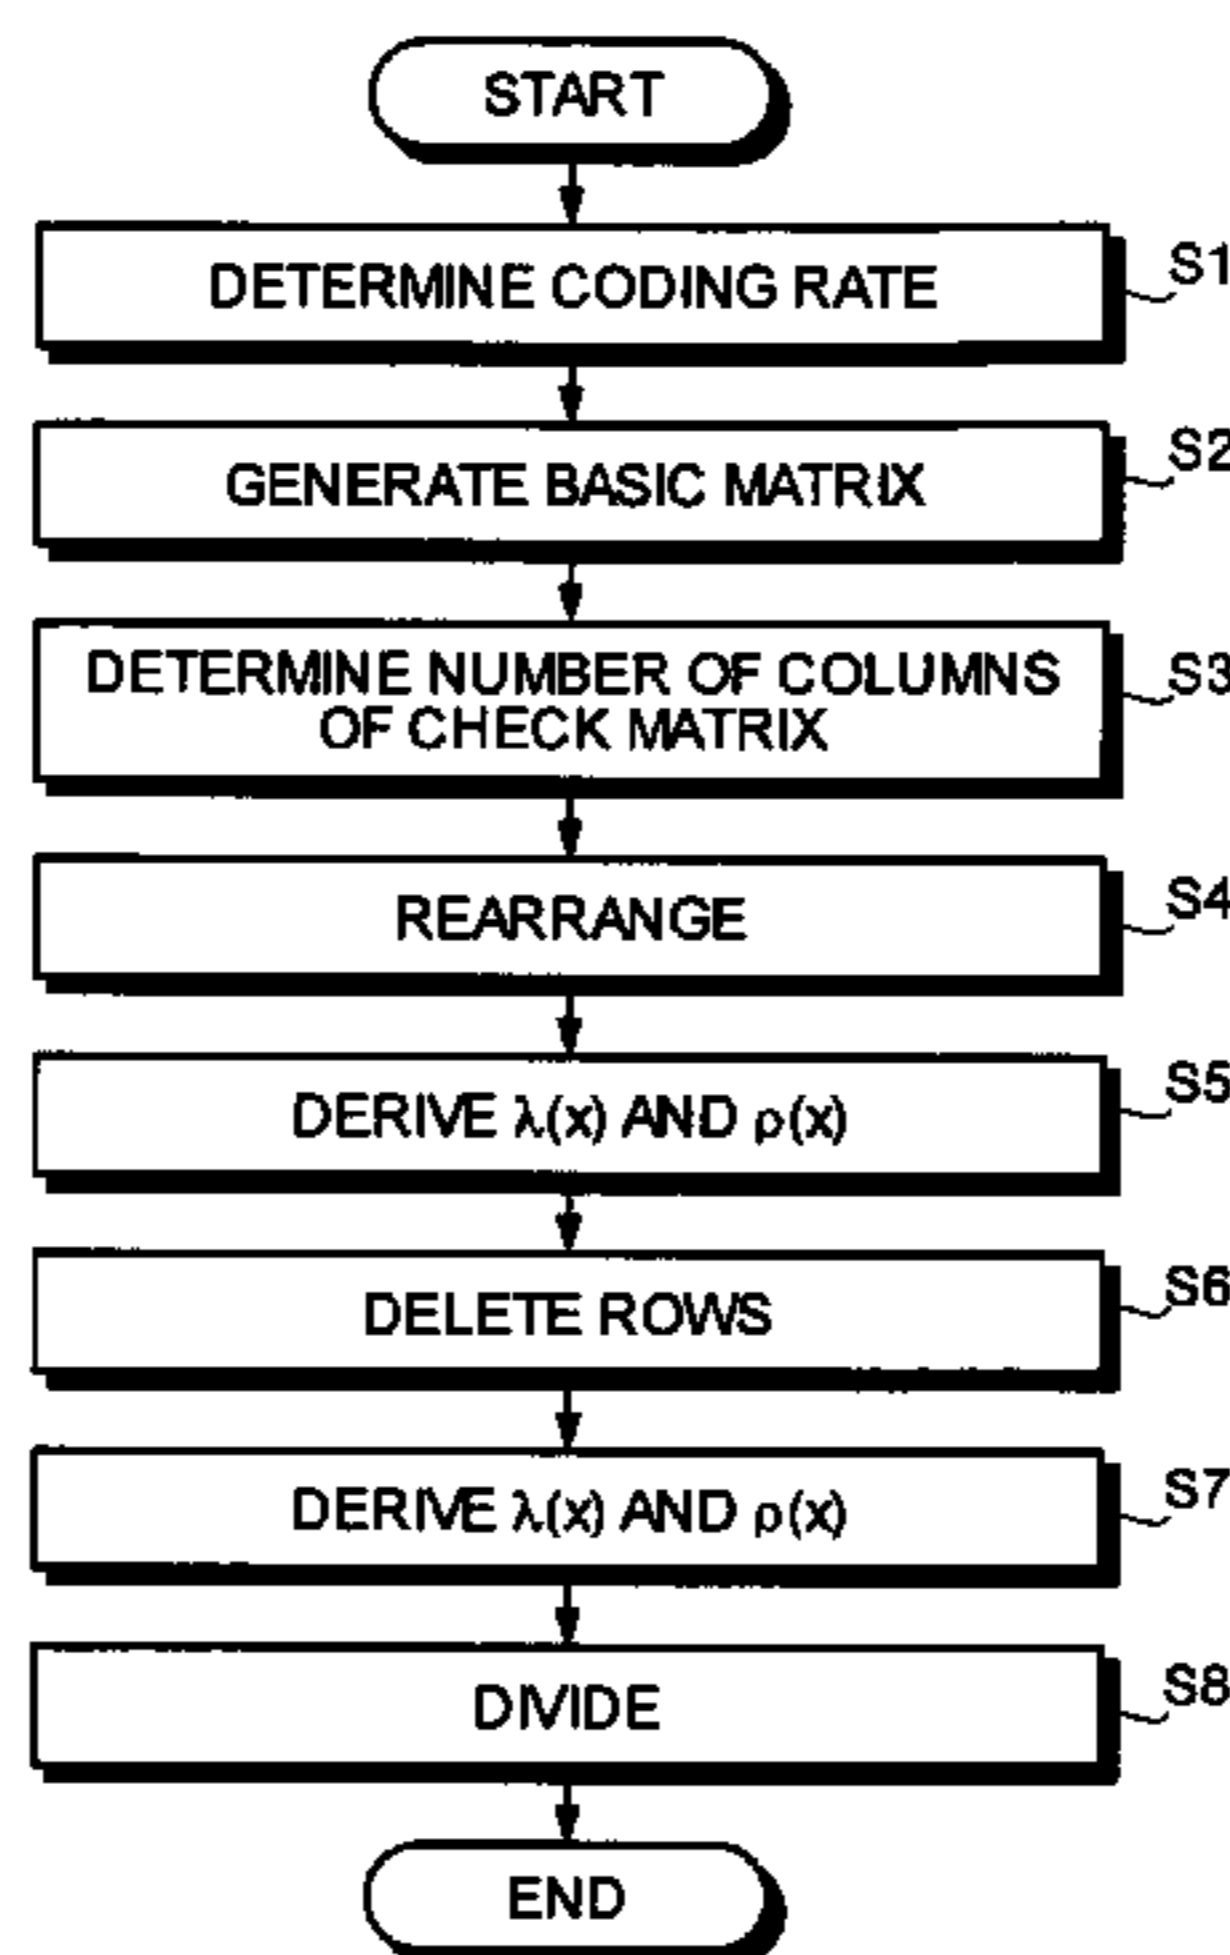 START
DETERMINE CODING RATE
S1
GENERATE BASIC MATRIX
S2
DETERMINE NUMBER OF COLUMNS
OF CHECK MATRIX
S3
REARRANGE
S4
DERIVE λ(x) AND ρ(x)
S5
DELETE ROWS
S6
DERIVE λ(x) AND ρ(x)
S7
DIVIDE
S8
END